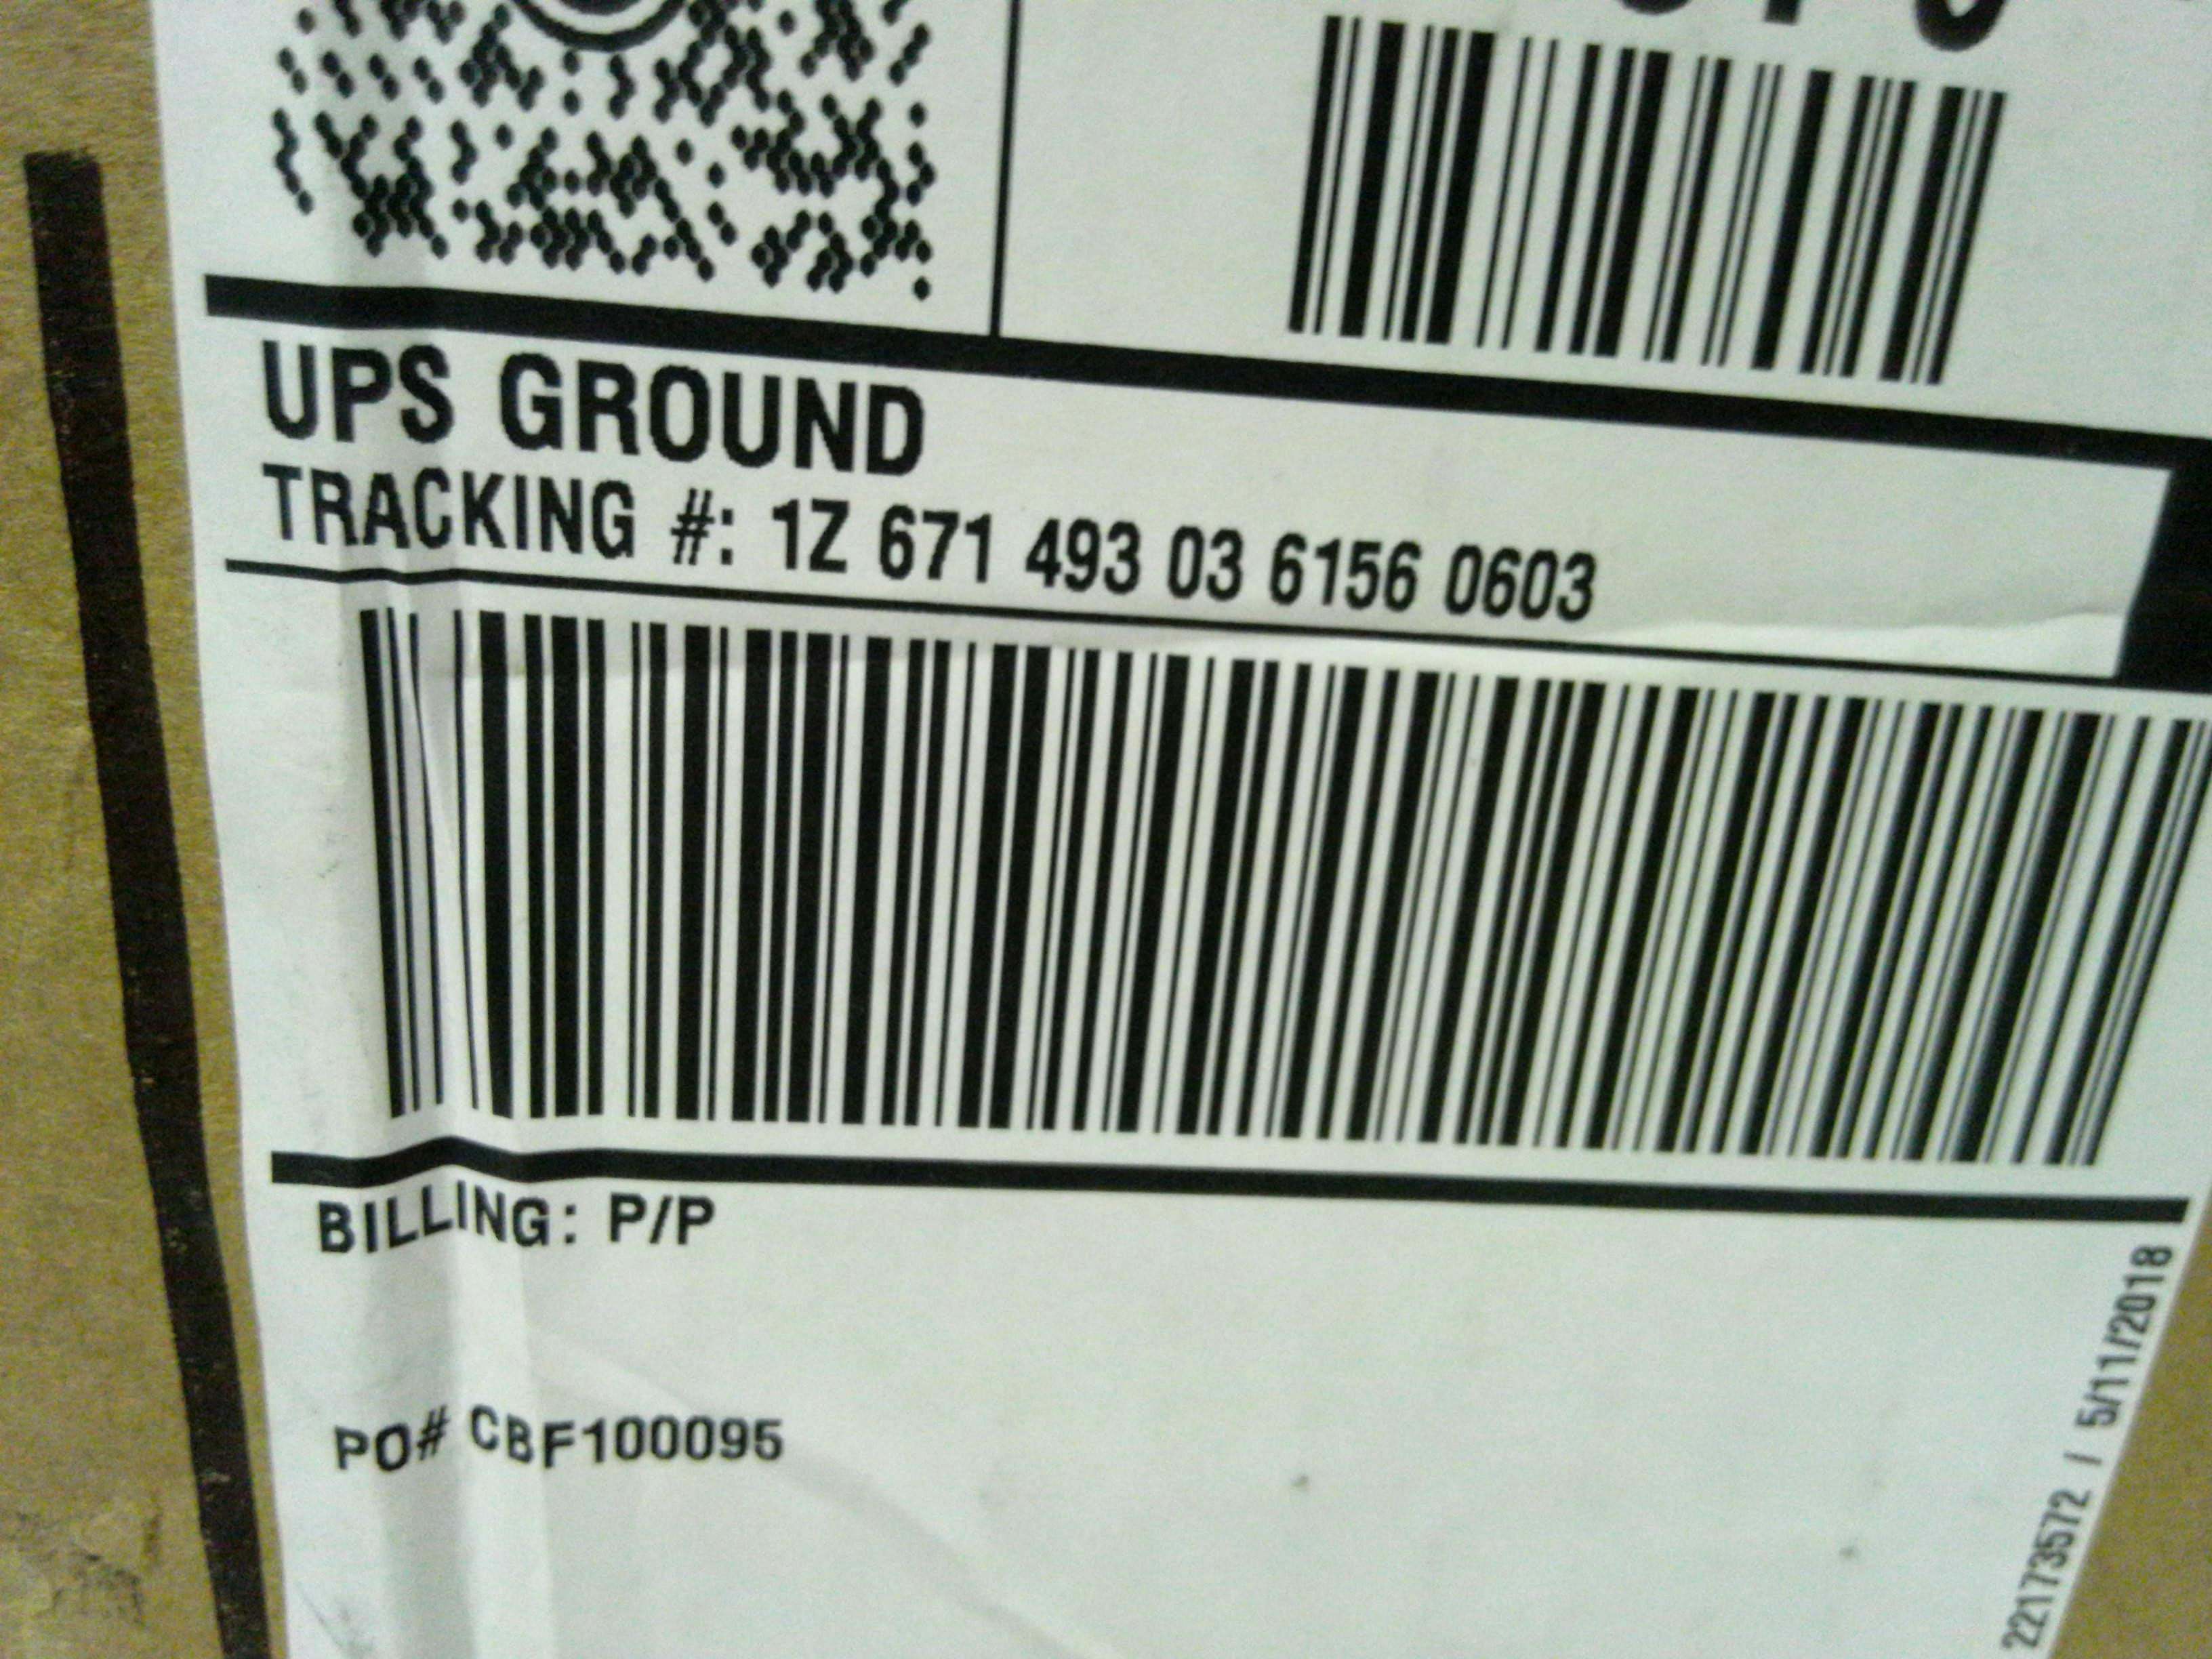 UPS GROUND
TRACKING #: 1Z 671 493 03 6156 0603
BILLING: P/P
PO# CBF100095
22173572 / 5/11/2018